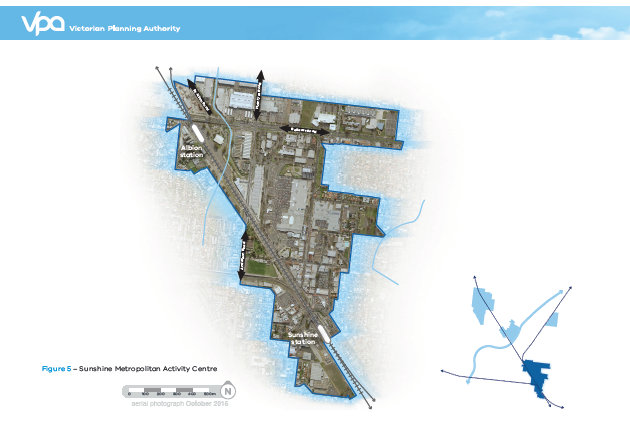 vpa Victorian Planning Authority
Albion
station
Sunshine
station
Figure 5 – Sunshine Metropolitan Activity Centre
0 100 200 300 400 500m
N
aerial photograph October 2016